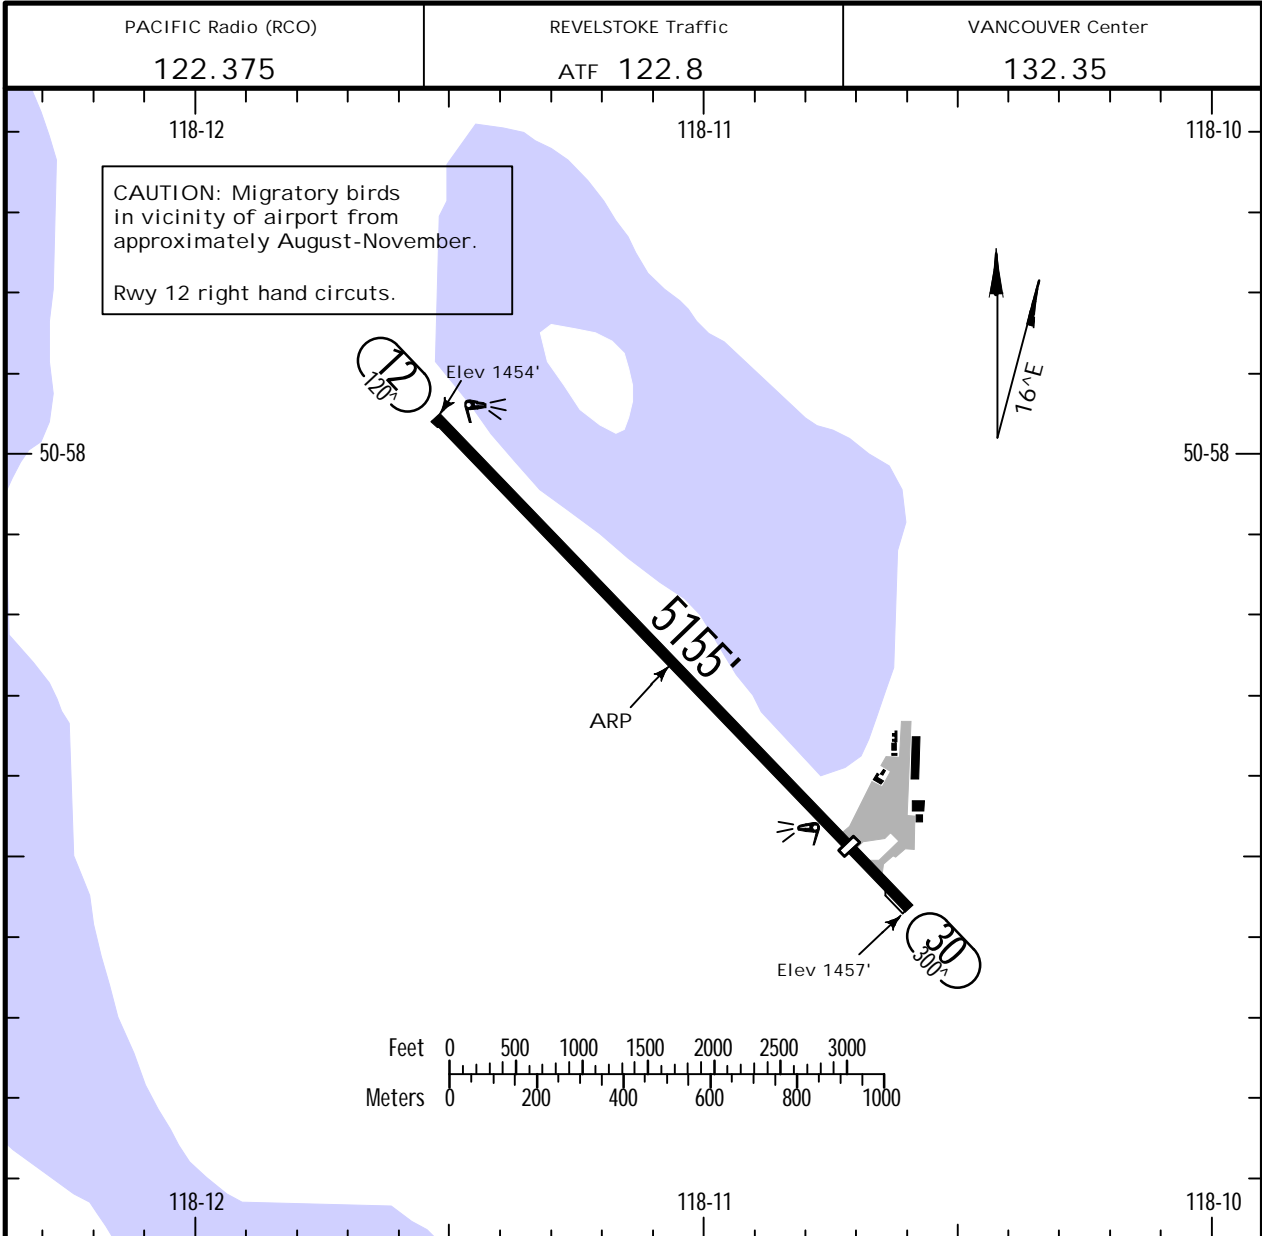 PACIFIC Radio (RCO)
122.375
REVELSTOKE Traffic
ATF 122.8
VANCOUVER Center
132.35
118-12
118-11
118-10
CAUTION: Migratory birds
in vicinity of airport from
approximately August-November.
Rwy 12 right hand circuts.
16^E
12
120^
Elev 1454'
50-58
50-58
5155'
ARP
Elev 1457'
30
300^
Feet 0 500 1000 1500 2000 2500 3000
Meters 0 200 400 600 800 1000
118-12
118-11
118-10